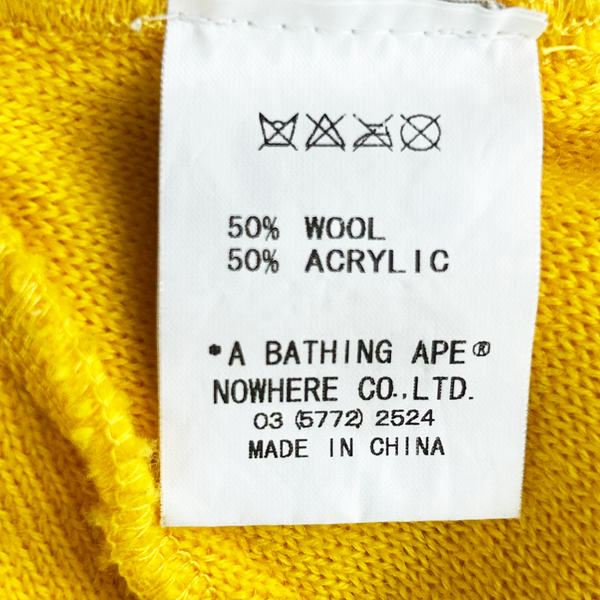 50% WOOL
50% ACRYLIC
*A BATHING APE®
NOWHERE CO.,LTD.
03 (5772) 2524
MADE IN CHINA